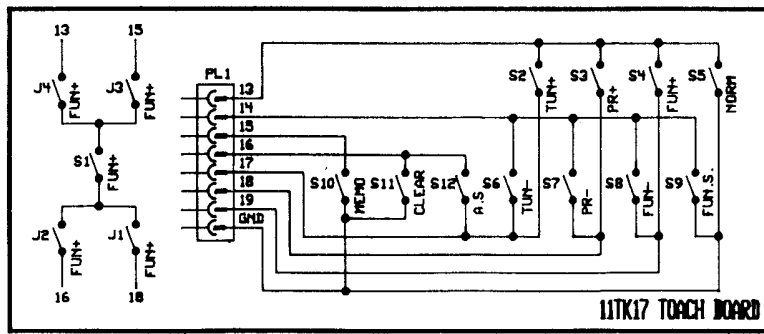 13 15
J4 FUN+ J3 FUN+
S1 FUN+
J2 FUN+ J1 FUN+
16 18
PL1
13
14
15
16
17
18
19
GND
S2 TUN+ S3 PR+ S4 FUN+ S5 NORM
S10 MEMO S11 CLEAR S12 A.S S6 TUN- S7 PR- S8 FUN- S9 FUN.S.
11TK17 TOACH BOARD